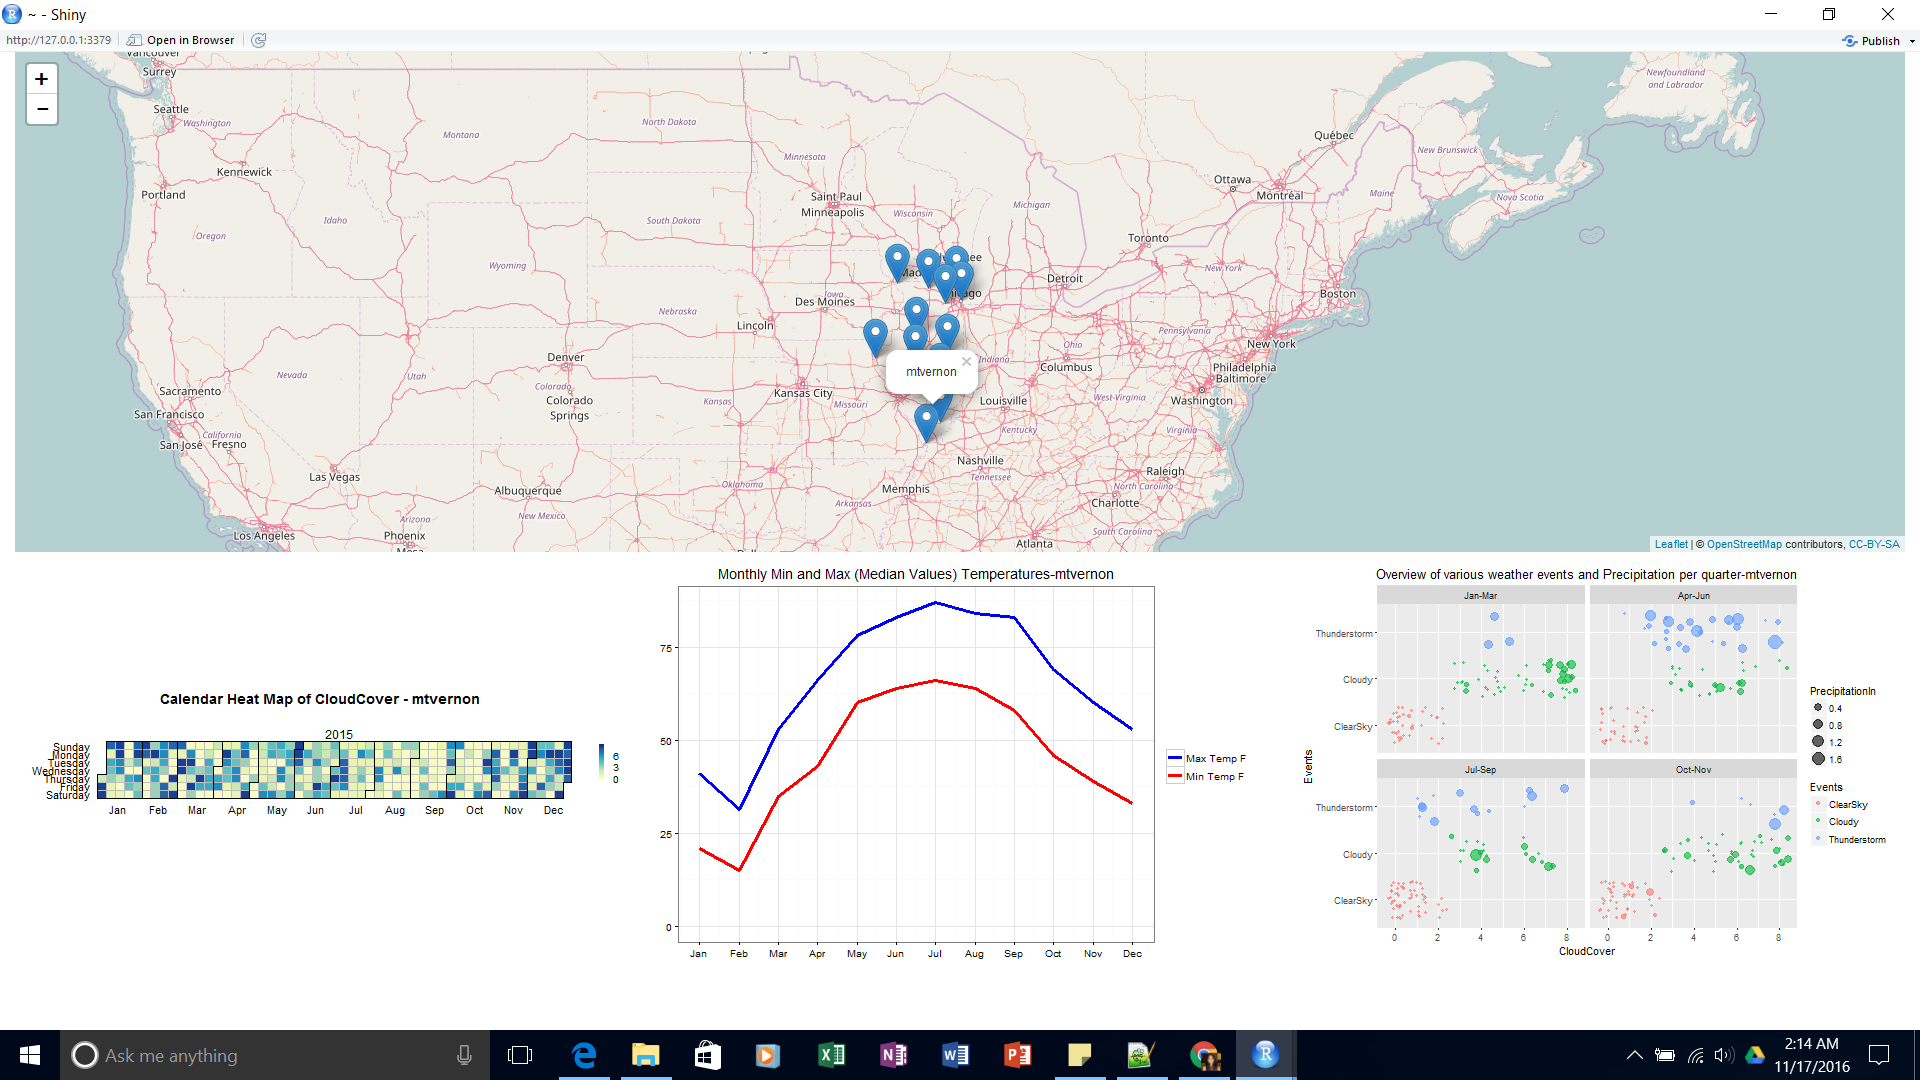 ~ - Shiny
http://127.0.0.1:3379 Open in Browser Publish
+
−
Vancouver
Surrey
Seattle
Washington
Kennewick
Portland
Oregon
Idaho
Montana
North Dakota
South Dakota
Wyoming
Nebraska
Minnesota
Saint Paul
Minneapolis
Wisconsin
Michigan
Ottawa
Montréal
Québec
Maine
New Brunswick
Nova Scotia
Newfoundland
and Labrador
Toronto
New York
Detroit
Boston
Iowa
Des Moines
Lincoln
Denver
Colorado
Colorado
Springs
Kansas
Kansas City
Missouri
Indiana
Ohio
Columbus
Pennsylvania
New York
Philadelphia
Baltimore
Washington
West Virginia
Virginia
Louisville
Kentucky
mtvernon
×
Nevada
Utah
Sacramento
San Francisco
California
San José
Fresno
Las Vegas
Albuquerque
New Mexico
Arizona
Phoenix
Mesa
Los Angeles
Oklahoma
Arkansas
Memphis
Nashville
Tennessee
Raleigh
North Carolina
Charlotte
South Carolina
Atlanta
Leaflet | © OpenStreetMap contributors, CC-BY-SA
Calendar Heat Map of CloudCover - mtvernon
2015
Sunday
Monday
Tuesday
Wednesday
Thursday
Friday
Saturday
Jan Feb Mar Apr May Jun Jul Aug Sep Oct Nov Dec
6
3
0
Monthly Min and Max (Median Values) Temperatures-mtvernon
75
50
25
0
Jan Feb Mar Apr May Jun Jul Aug Sep Oct Nov Dec
Max Temp F
Min Temp F
Overview of various weather events and Precipitation per quarter-mtvernon
Jan-Mar Apr-Jun
Thunderstorm
Cloudy
ClearSky
Events
Jul-Sep Oct-Nov
Thunderstorm
Cloudy
ClearSky
0 2 4 6 8 0 2 4 6 8
CloudCover
PrecipitationIn
0.4
0.8
1.2
1.6
Events
ClearSky
Cloudy
Thunderstorm
Ask me anything
2:14 AM
11/17/2016